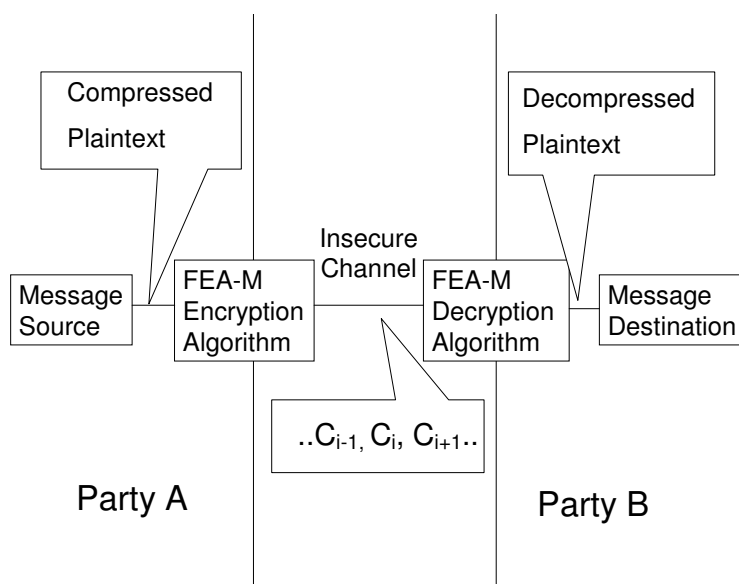 Compressed
Plaintext
Decompressed
Plaintext
Insecure
Channel
Message
Source
FEA-M
Encryption
Algorithm
FEA-M
Decryption
Algorithm
Message
Destination
..Ci-1, Ci, Ci+1..
Party A
Party B